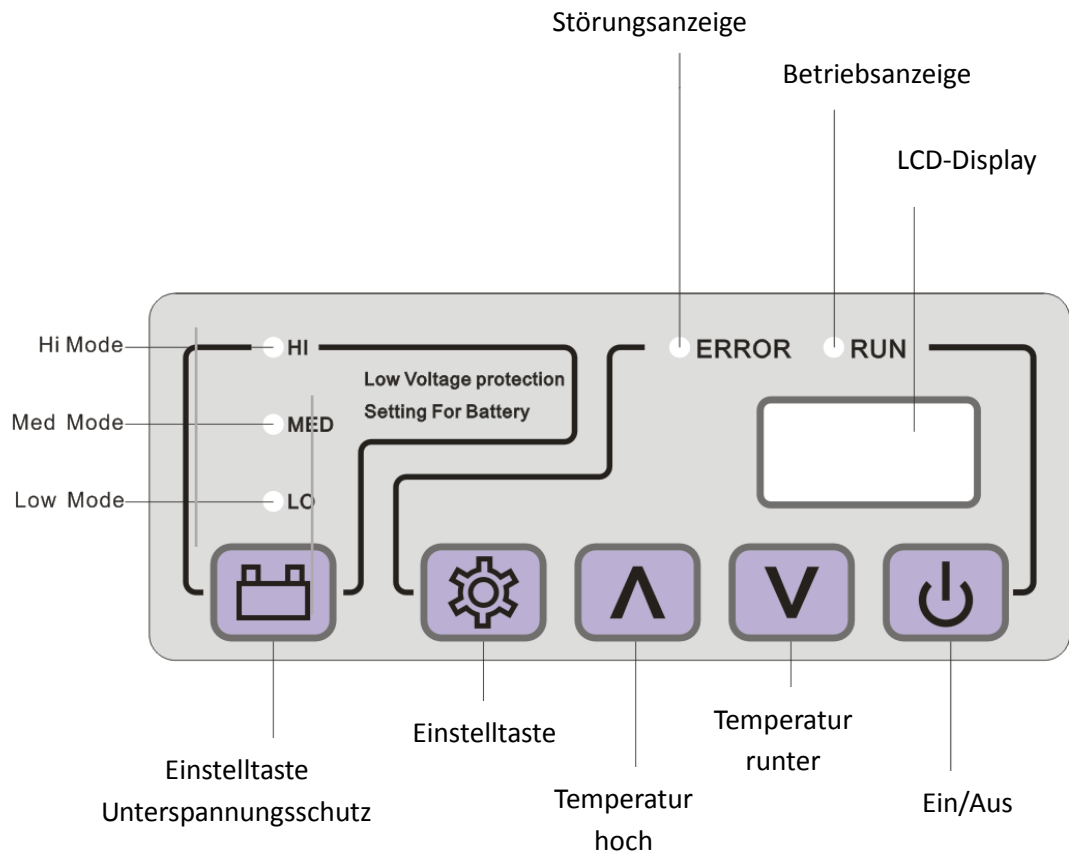 Störungsanzeige
Betriebsanzeige
LCD-Display
Hi Mode
HI
ERROR
RUN
Low Voltage protection
Setting For Battery
Med Mode
MED
Low Mode
LO
Einstelltaste
Unterspannungsschutz
Einstelltaste
Temperatur
hoch
Temperatur
runter
Ein/Aus